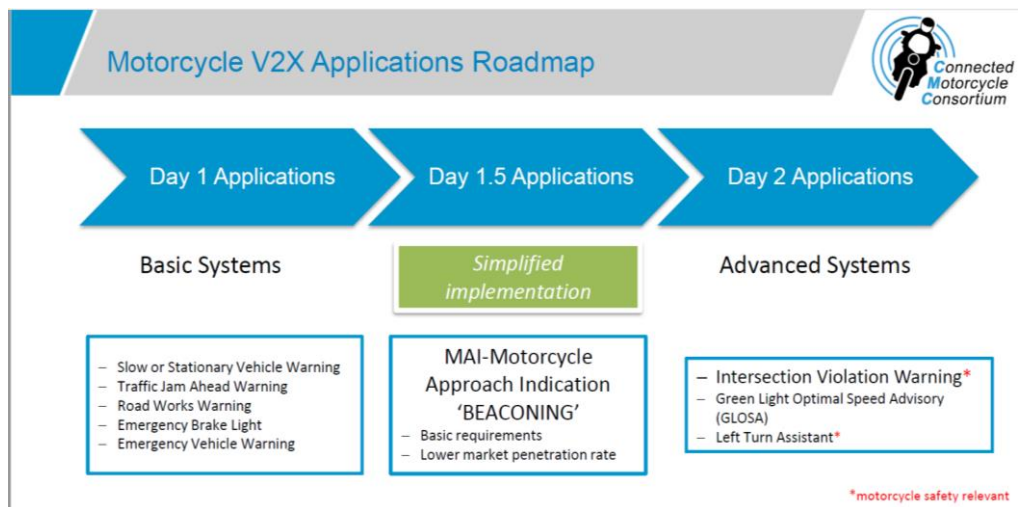 Motorcycle V2X Applications Roadmap
Connected
Motorcycle
Consortium
Day 1 Applications
Day 1.5 Applications
Day 2 Applications
Basic Systems
Simplified
implementation
Advanced Systems
– Slow or Stationary Vehicle Warning
– Traffic Jam Ahead Warning
– Road Works Warning
– Emergency Brake Light
– Emergency Vehicle Warning
MAI-Motorcycle
Approach Indication
‘BEACONING’
– Basic requirements
– Lower market penetration rate
– Intersection Violation Warning*
– Green Light Optimal Speed Advisory
(GLOSA)
– Left Turn Assistant*
*motorcycle safety relevant